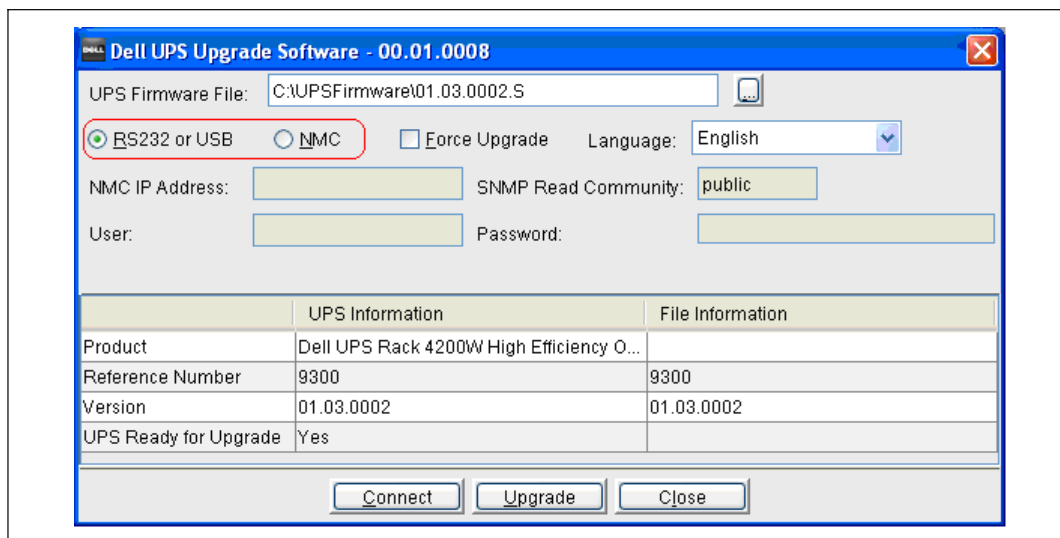 DELL Dell UPS Upgrade Software - 00.01.0008
UPS Firmware File: C:\UPSFirmware\01.03.0002.S ...
RS232 or USB NMC Force Upgrade Language: English
NMC IP Address: SNMP Read Community: public
User: Password:
UPS Information File Information
Product Dell UPS Rack 4200W High Efficiency O...
Reference Number 9300 9300
Version 01.03.0002 01.03.0002
UPS Ready for Upgrade Yes
Connect Upgrade Close